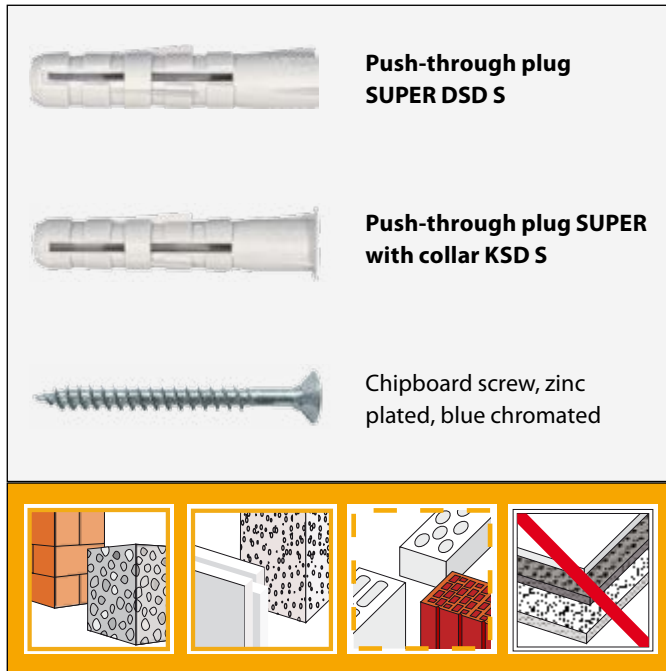 Push-through plug
SUPER DSD S
Push-through plug SUPER
with collar KSD S
Chipboard screw, zinc
plated, blue chromated